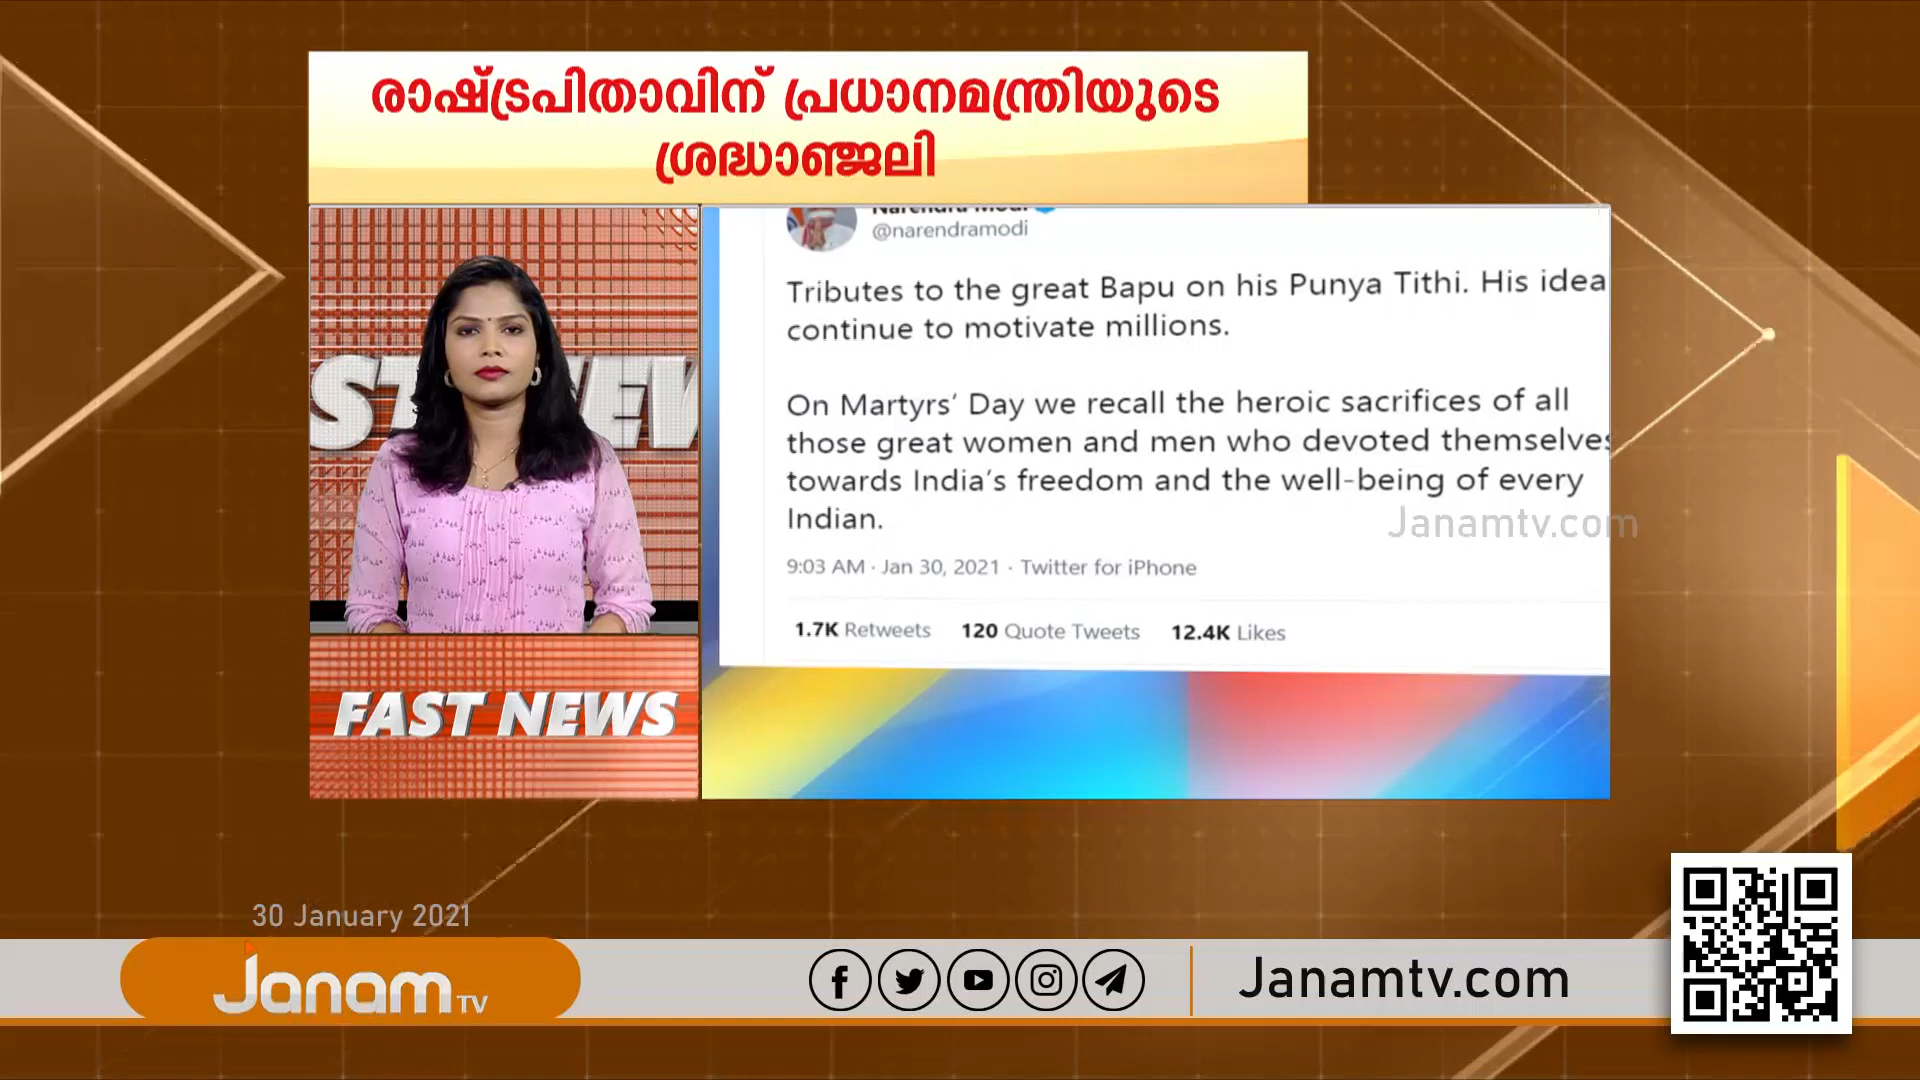 രാഷ്ട്രപിതാവിന് പ്രധാനമന്ത്രിയുടെ
ശ്രദ്ധാഞ്ജലി
Narendra Modi
@narendramodi
Tributes to the great Bapu on his Punya Tithi. His idea
continue to motivate millions.
On Martyrs’ Day we recall the heroic sacrifices of all
those great women and men who devoted themselves
towards India’s freedom and the well-being of every
Indian.
Janamtv.com
9:03 AM · Jan 30, 2021 · Twitter for iPhone
1.7K Retweets 120 Quote Tweets 12.4K Likes
FAST NEWS
30 January 2021
Janam TV
Janamtv.com